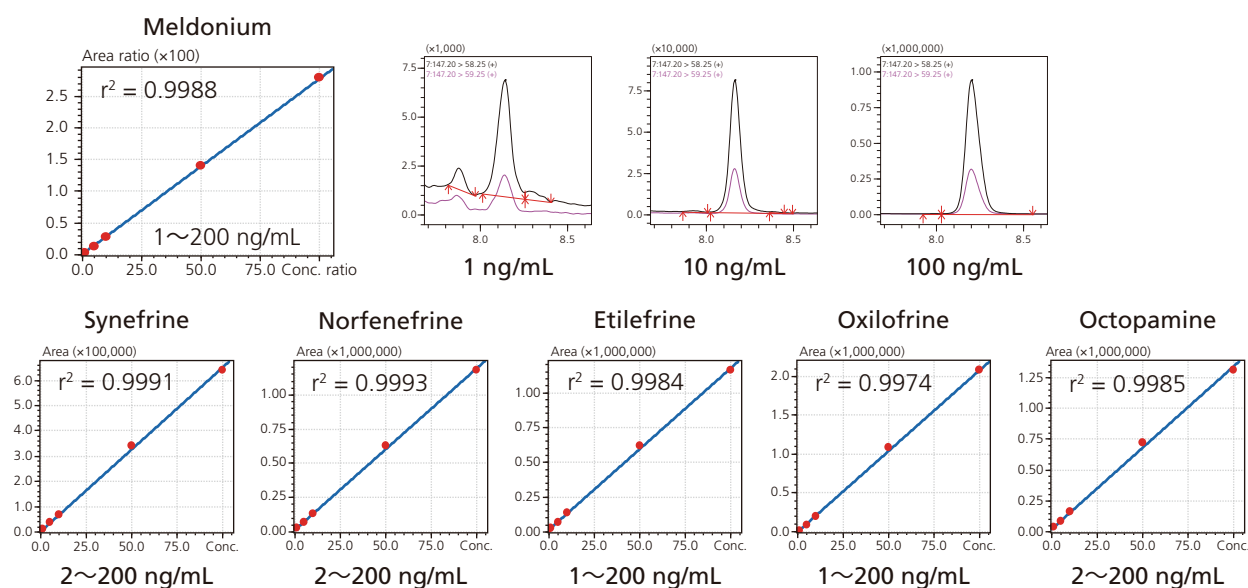 Meldonium
Area ratio (×100)
r² = 0.9988
2.5
2.0
1.5
1.0
0.5
0.0
1～200 ng/mL
0.0 25.0 50.0 75.0 Conc. ratio
(×1,000)
7:147.20 > 58.25 (+)
7:147.20 > 59.25 (+)
7.5
5.0
2.5
0.0
8.0 8.5
1 ng/mL
(×10,000)
7:147.20 > 58.25 (+)
7:147.20 > 59.25 (+)
7.5
5.0
2.5
0.0
8.0 8.5
10 ng/mL
(×1,000,000)
7:147.20 > 58.25 (+)
7:147.20 > 59.25 (+)
1.00
0.75
0.50
0.25
0.00
8.0 8.5
100 ng/mL
Synefrine
Area (×100,000)
r² = 0.9991
6.0
5.0
4.0
3.0
2.0
1.0
0.0
0.0 25.0 50.0 75.0 Conc.
2～200 ng/mL
Norfenefrine
Area (×1,000,000)
r² = 0.9993
1.00
0.75
0.50
0.25
0.00
0.0 25.0 50.0 75.0 Conc.
2～200 ng/mL
Etilefrine
Area (×1,000,000)
r² = 0.9984
1.00
0.75
0.50
0.25
0.00
0.0 25.0 50.0 75.0 Conc.
1～200 ng/mL
Oxilofrine
Area (×1,000,000)
r² = 0.9974
2.0
1.5
1.0
0.5
0.0
0.0 25.0 50.0 75.0 Conc.
1～200 ng/mL
Octopamine
Area (×1,000,000)
r² = 0.9985
1.25
1.00
0.75
0.50
0.25
0.00
0.0 25.0 50.0 75.0 Conc.
2～200 ng/mL